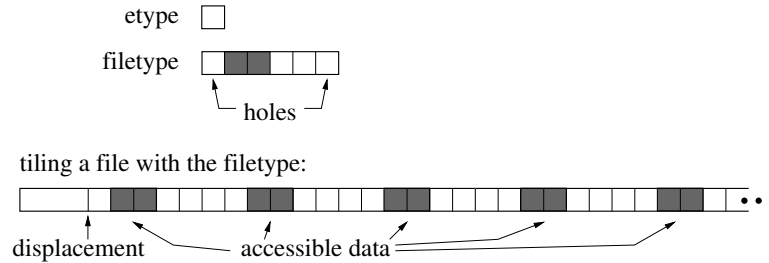 etype
filetype
holes
tiling a file with the filetype:
displacement
accessible data